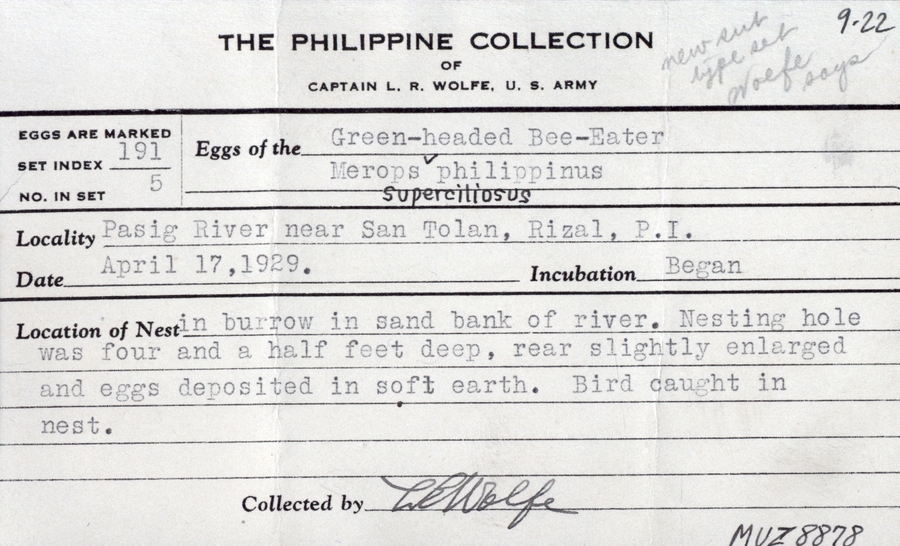 9-22
new sub
type set
Wolfe says
THE PHILIPPINE COLLECTION
OF
CAPTAIN L. R. WOLFE, U. S. ARMY
EGGS ARE MARKED
SET INDEX 191
NO. IN SET 5
Eggs of the Green-headed Bee-Eater
Merops ✓ philippinus
superciliosus
Locality Pasig River near San Tolan, Rizal, P.I.
Date April 17,1929. Incubation Began
Location of Nest in burrow in sand bank of river. Nesting hole
was four and a half feet deep, rear slightly enlarged
and eggs deposited in soft earth. Bird caught in
nest.
Collected by LRWolfe
MVZ 8878